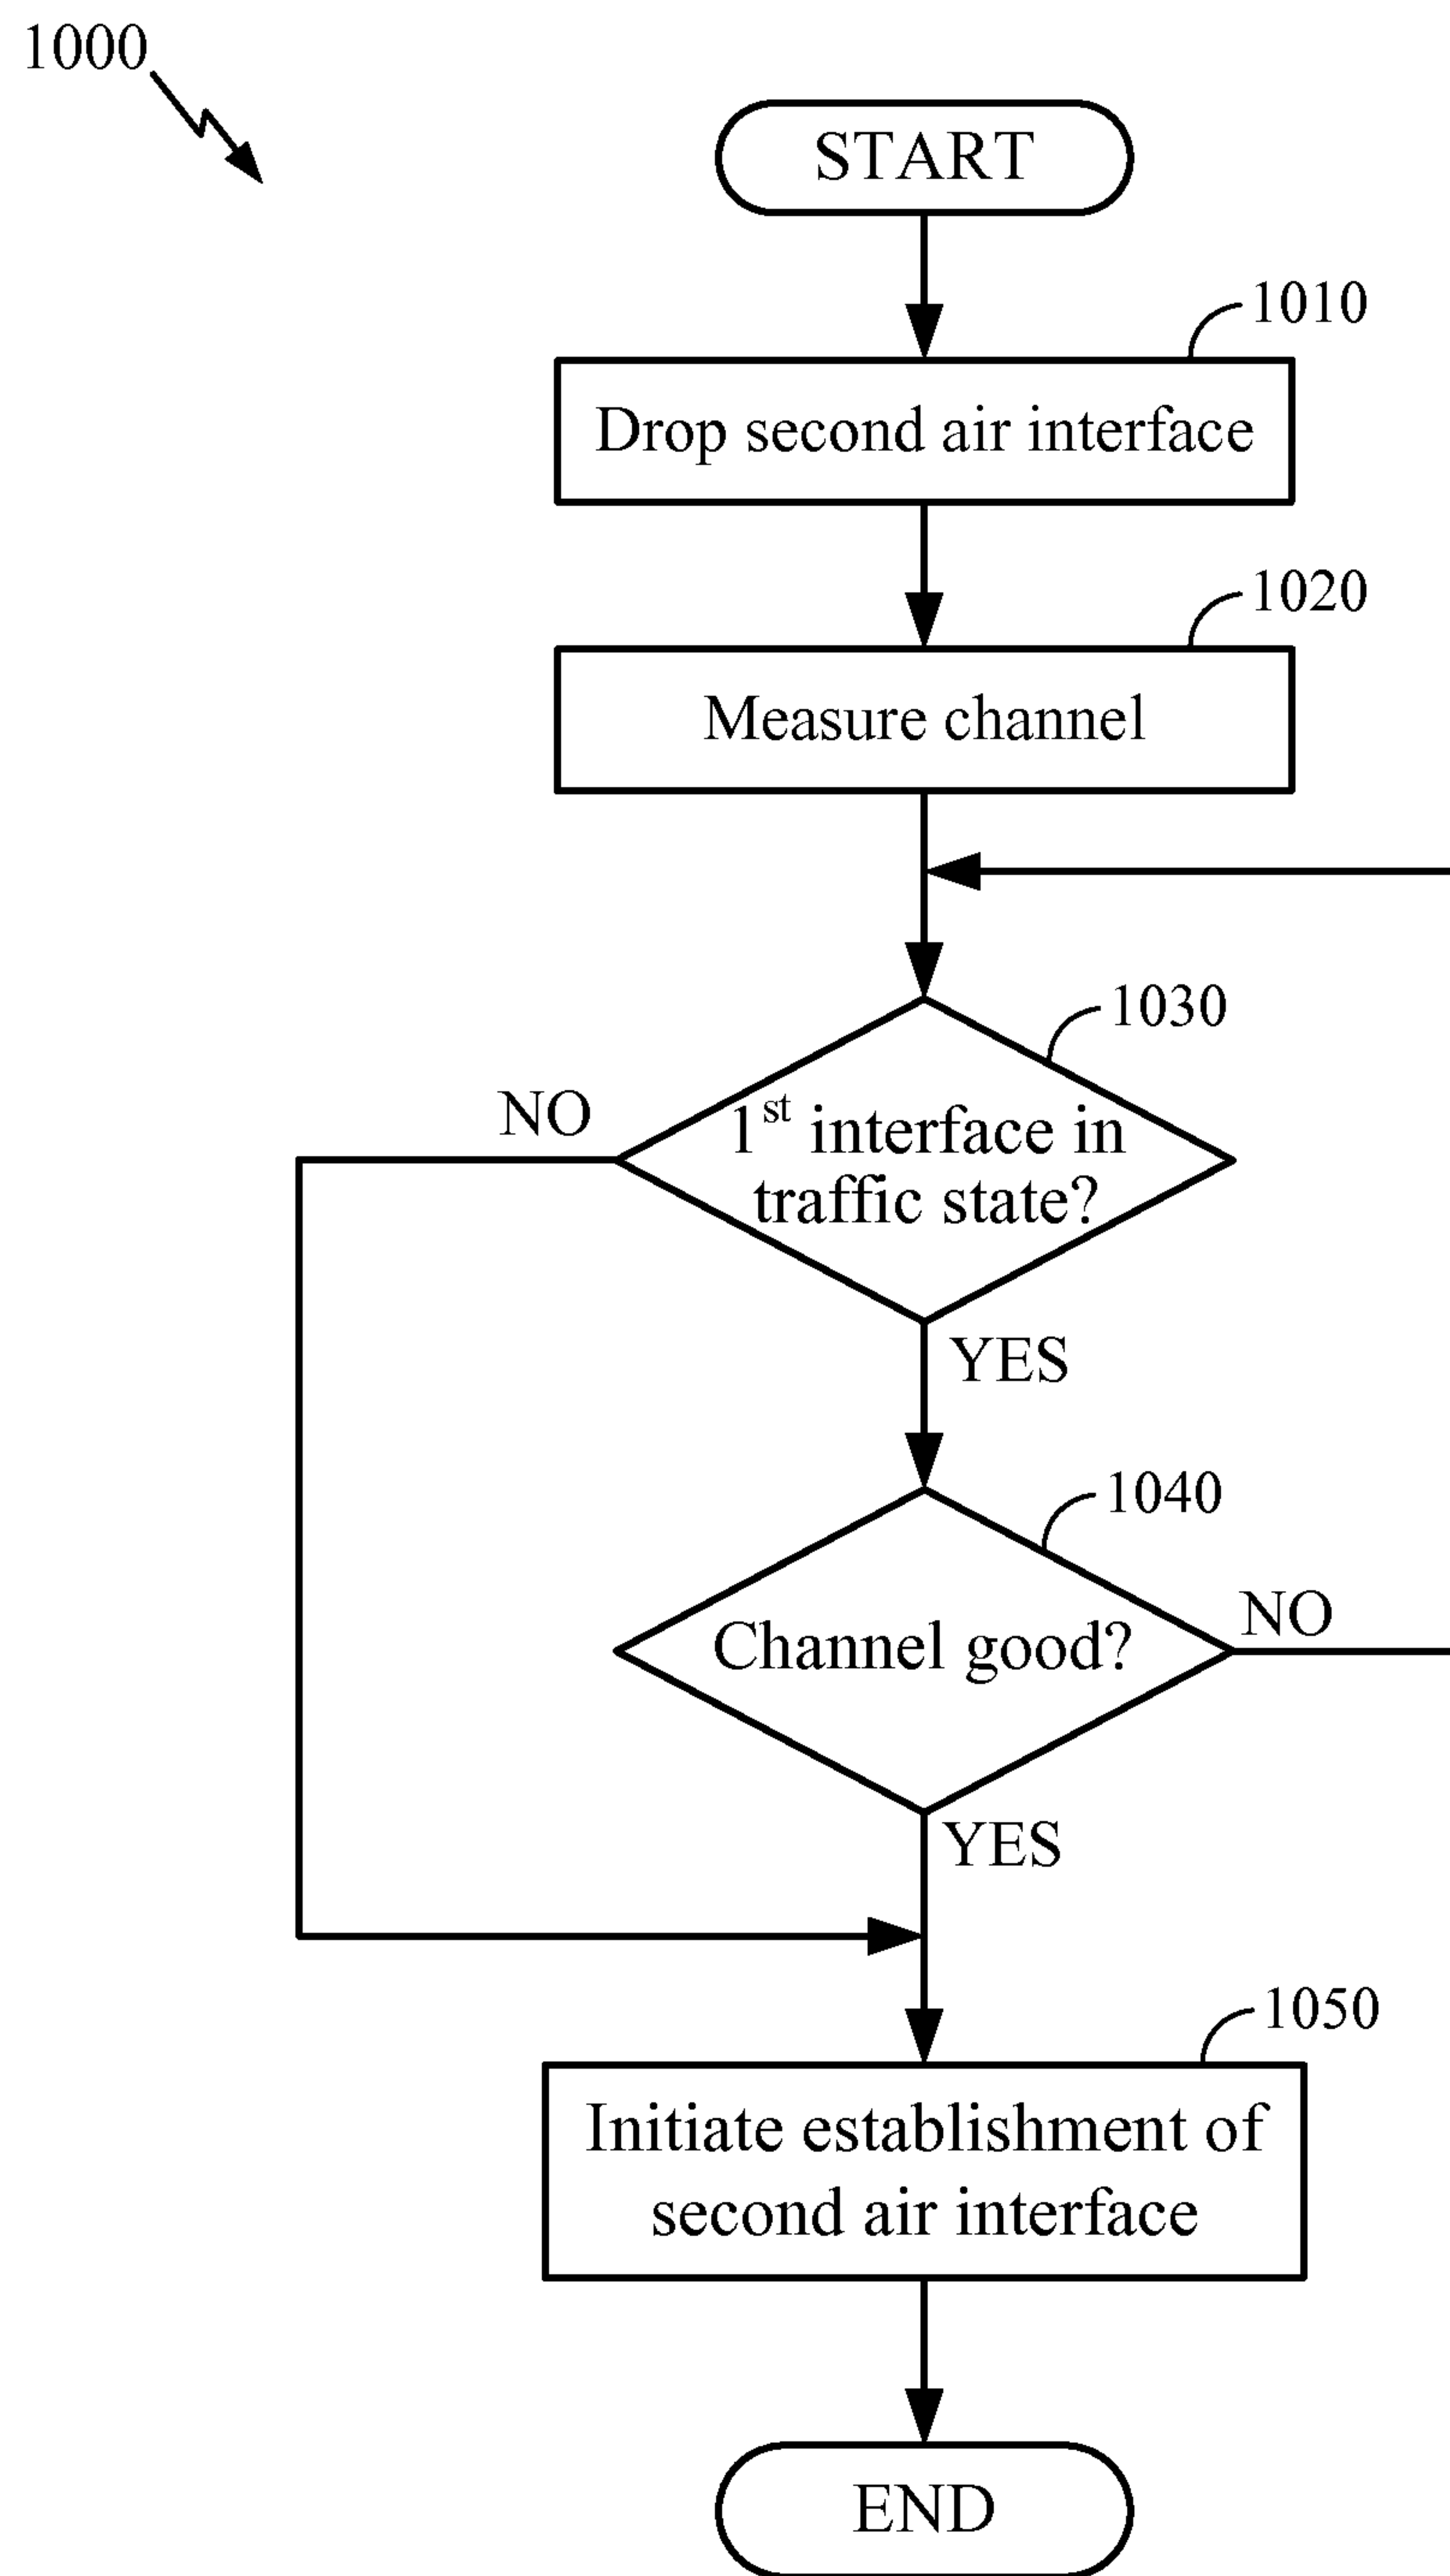 1000
START
1010
Drop second air interface
1020
Measure channel
1030
NO
1st interface in
traffic state?
YES
1040
Channel good?
NO
YES
1050
Initiate establishment of
second air interface
END